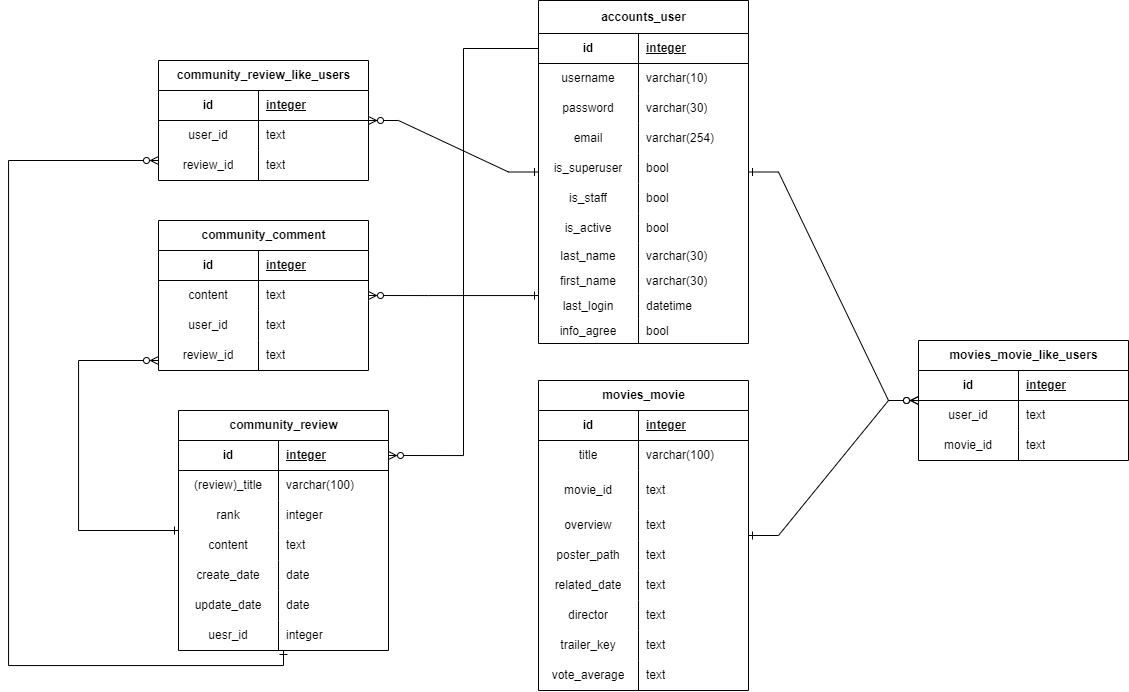 accounts_user
id integer
username varchar(10)
password varchar(30)
email varchar(254)
is_superuser bool
is_staff bool
is_active bool
last_name varchar(30)
first_name varchar(30)
last_login datetime
info_agree bool
community_review_like_users
id integer
user_id text
review_id text
community_comment
id integer
content text
user_id text
review_id text
community_review
id integer
(review)_title varchar(100)
rank integer
content text
create_date date
update_date date
uesr_id integer
movies_movie
id integer
title varchar(100)
movie_id text
overview text
poster_path text
related_date text
director text
trailer_key text
vote_average text
movies_movie_like_users
id integer
user_id text
movie_id text